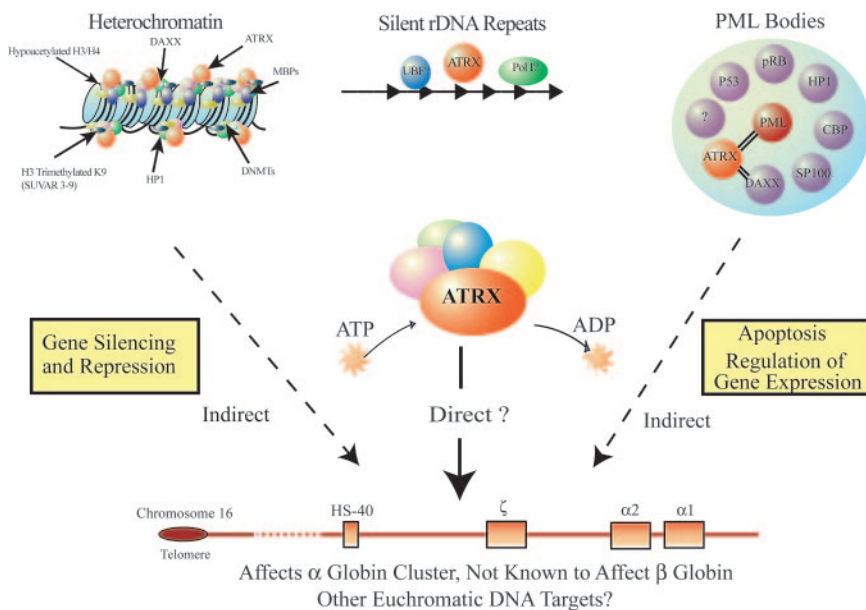 Heterochromatin
Hypoacetylated H3/H4
DAXX
ATRX
MBPs
H3 Trimethylated K9
(SUVAR 3-9)
HP1
DNMTs
Silent rDNA Repeats
UBF
ATRX
PML Bodies
P53
pRB
HP1
?
PML
CBP
ATRX
DAXX
SP100
ATRX
ATP
ADP
Gene Silencing
and Repression
Apoptosis
Regulation of
Gene Expression
Indirect
Direct ?
Indirect
Chromosome 16
Telomere
HS-40
ζ
α2
α1
Affects α Globin Cluster, Not Known to Affect β Globin
Other Euchromatic DNA Targets?